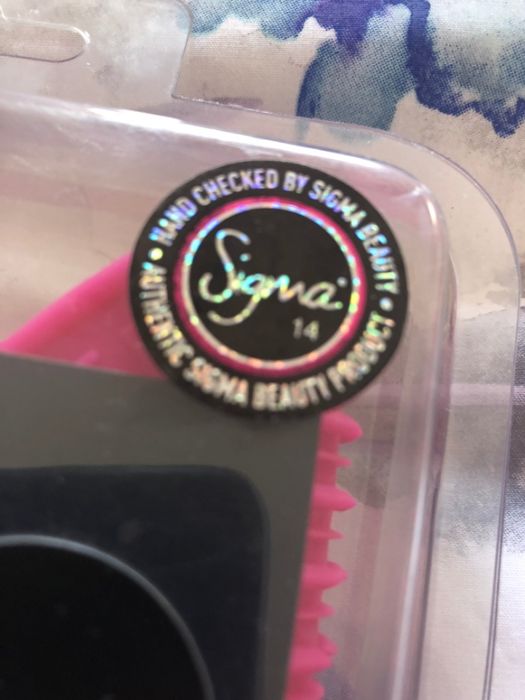 HAND CHECKED BY SIGMA BEAUTY •
Sigma
14
AUTHENTIC SIGMA BEAUTY PRODUCT •